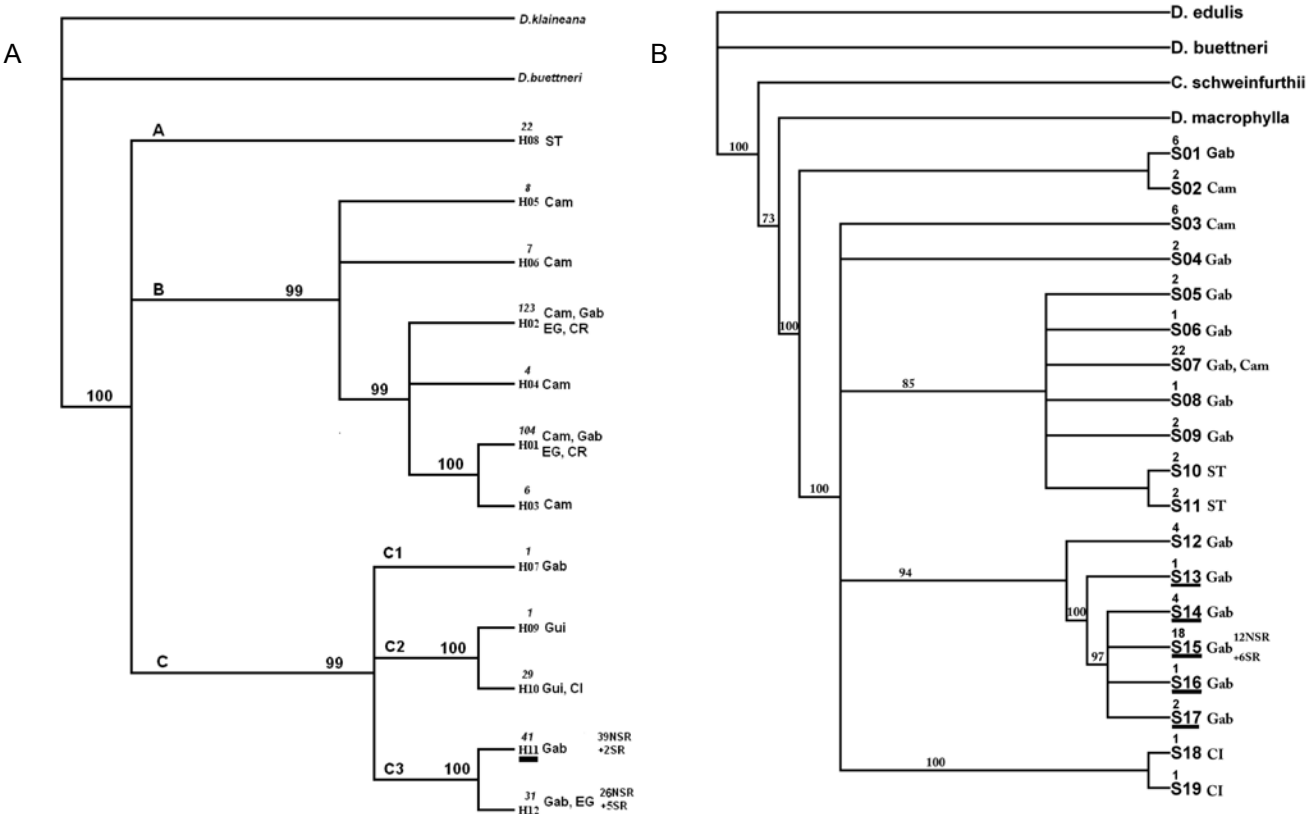 A
D.klaineana
D.buettneri
A
22
H08 ST
8
H05 Cam
7
H06 Cam
B
99
123
H02 Cam, Gab
EG, CR
99
4
H04 Cam
104
H01 Cam, Gab
EG, CR
100
6
H03 Cam
100
C1
1
H07 Gab
1
H09 Gui
C2
100
29
H10 Gui, CI
C
99
41
H11 Gab
39NSR
+2SR
C3
100
31
H12 Gab, EG
26NSR
+5SR
B
D. edulis
D. buettneri
C. schweinfurthii
D. macrophylla
100
6
S01 Gab
2
S02 Cam
73
6
S03 Cam
2
S04 Gab
2
S05 Gab
100
1
S06 Gab
22
S07 Gab, Cam
85
1
S08 Gab
2
S09 Gab
2
S10 ST
100
2
S11 ST
4
S12 Gab
94
1
S13 Gab
100
4
S14 Gab
18
S15 Gab
12NSR
+6SR
97
1
S16 Gab
2
S17 Gab
1
S18 CI
100
1
S19 CI